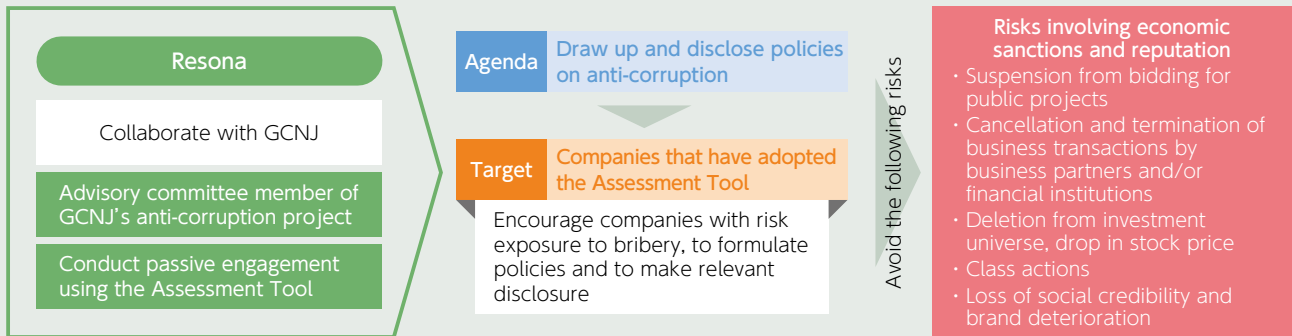 Resona
Collaborate with GCNJ
Advisory committee member of
GCNJ's anti-corruption project
Conduct passive engagement
using the Assessment Tool
Agenda
Draw up and disclose policies
on anti-corruption
Target
Companies that have adopted
the Assessment Tool
Encourage companies with risk
exposure to bribery, to formulate
policies and to make relevant
disclosure
Avoid the following risks
Risks involving economic
sanctions and reputation
・Suspension from bidding for
public projects
・Cancellation and termination of
business transactions by
business partners and/or
financial institutions
・Deletion from investment
universe, drop in stock price
・Class actions
・Loss of social credibility and
brand deterioration